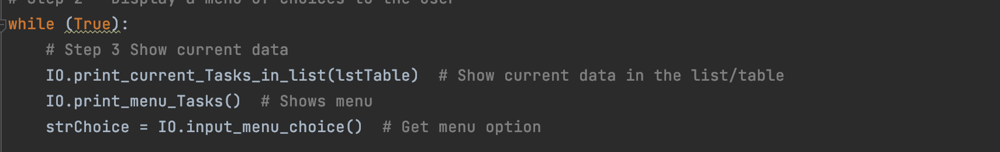 # Step 2 - Display a menu of choices to the user
while (True):
    # Step 3 Show current data
    IO.print_current_Tasks_in_list(lstTable)  # Show current data in the list/table
    IO.print_menu_Tasks()  # Shows menu
    strChoice = IO.input_menu_choice()  # Get menu option